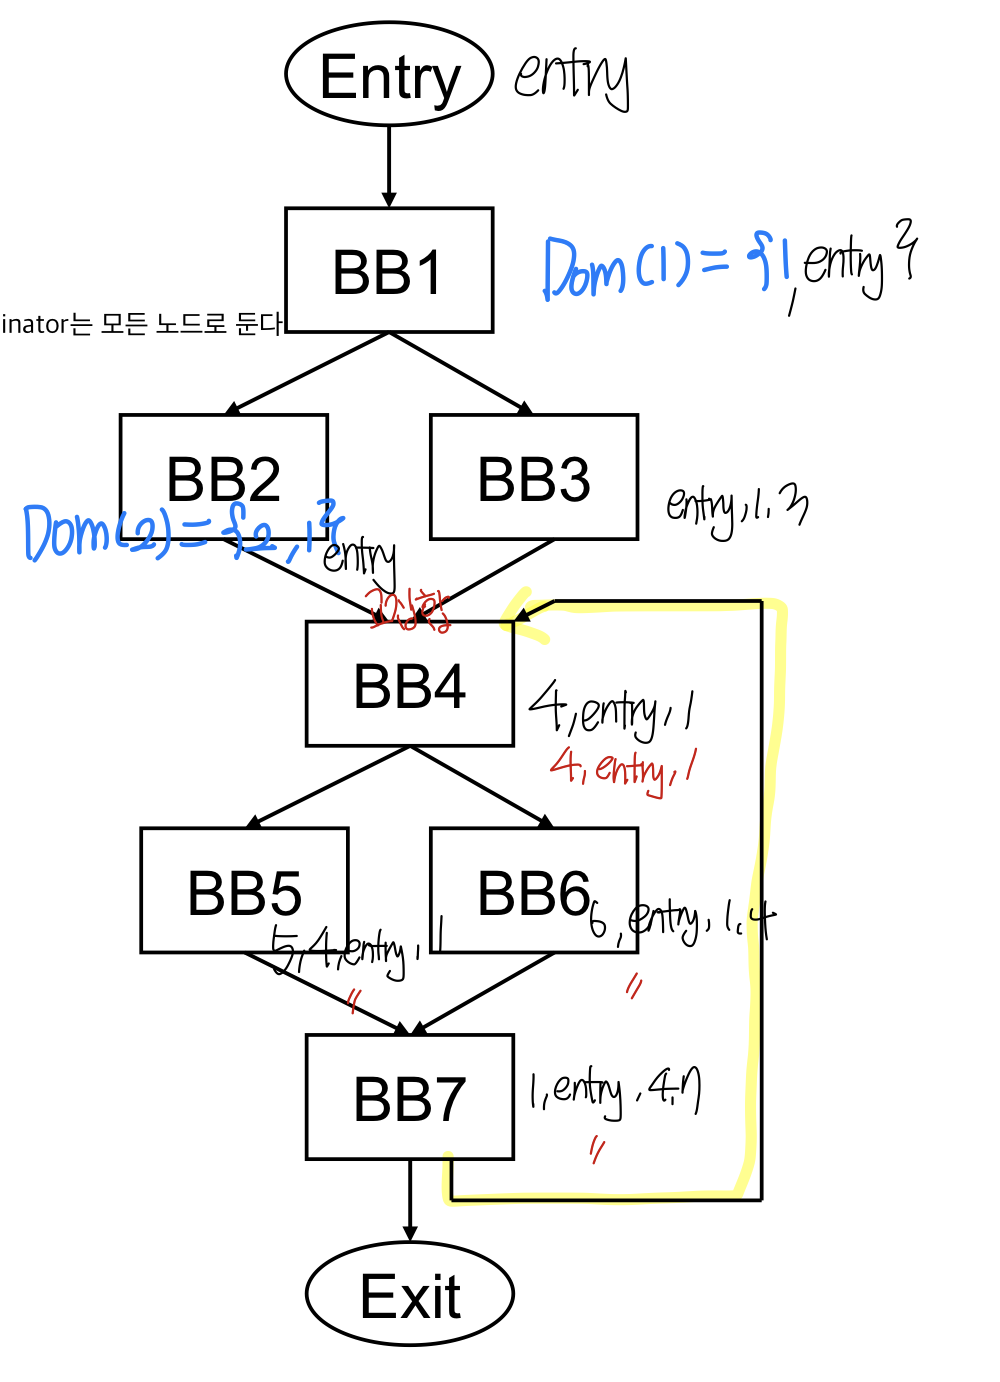 Entry entry
BB1
Dom(1) = {1, entry}
inator는 모든 노드로 둔다
BB2
BB3
Dom(2) = {2, 1, entry}
entry, 1, 3
교집합
BB4
4, entry, 1
4, entry, 1
BB5
BB6
5, 4, entry, 1
6, entry, 1, 4
"
"
BB7
1, entry, 4, 7
"
Exit